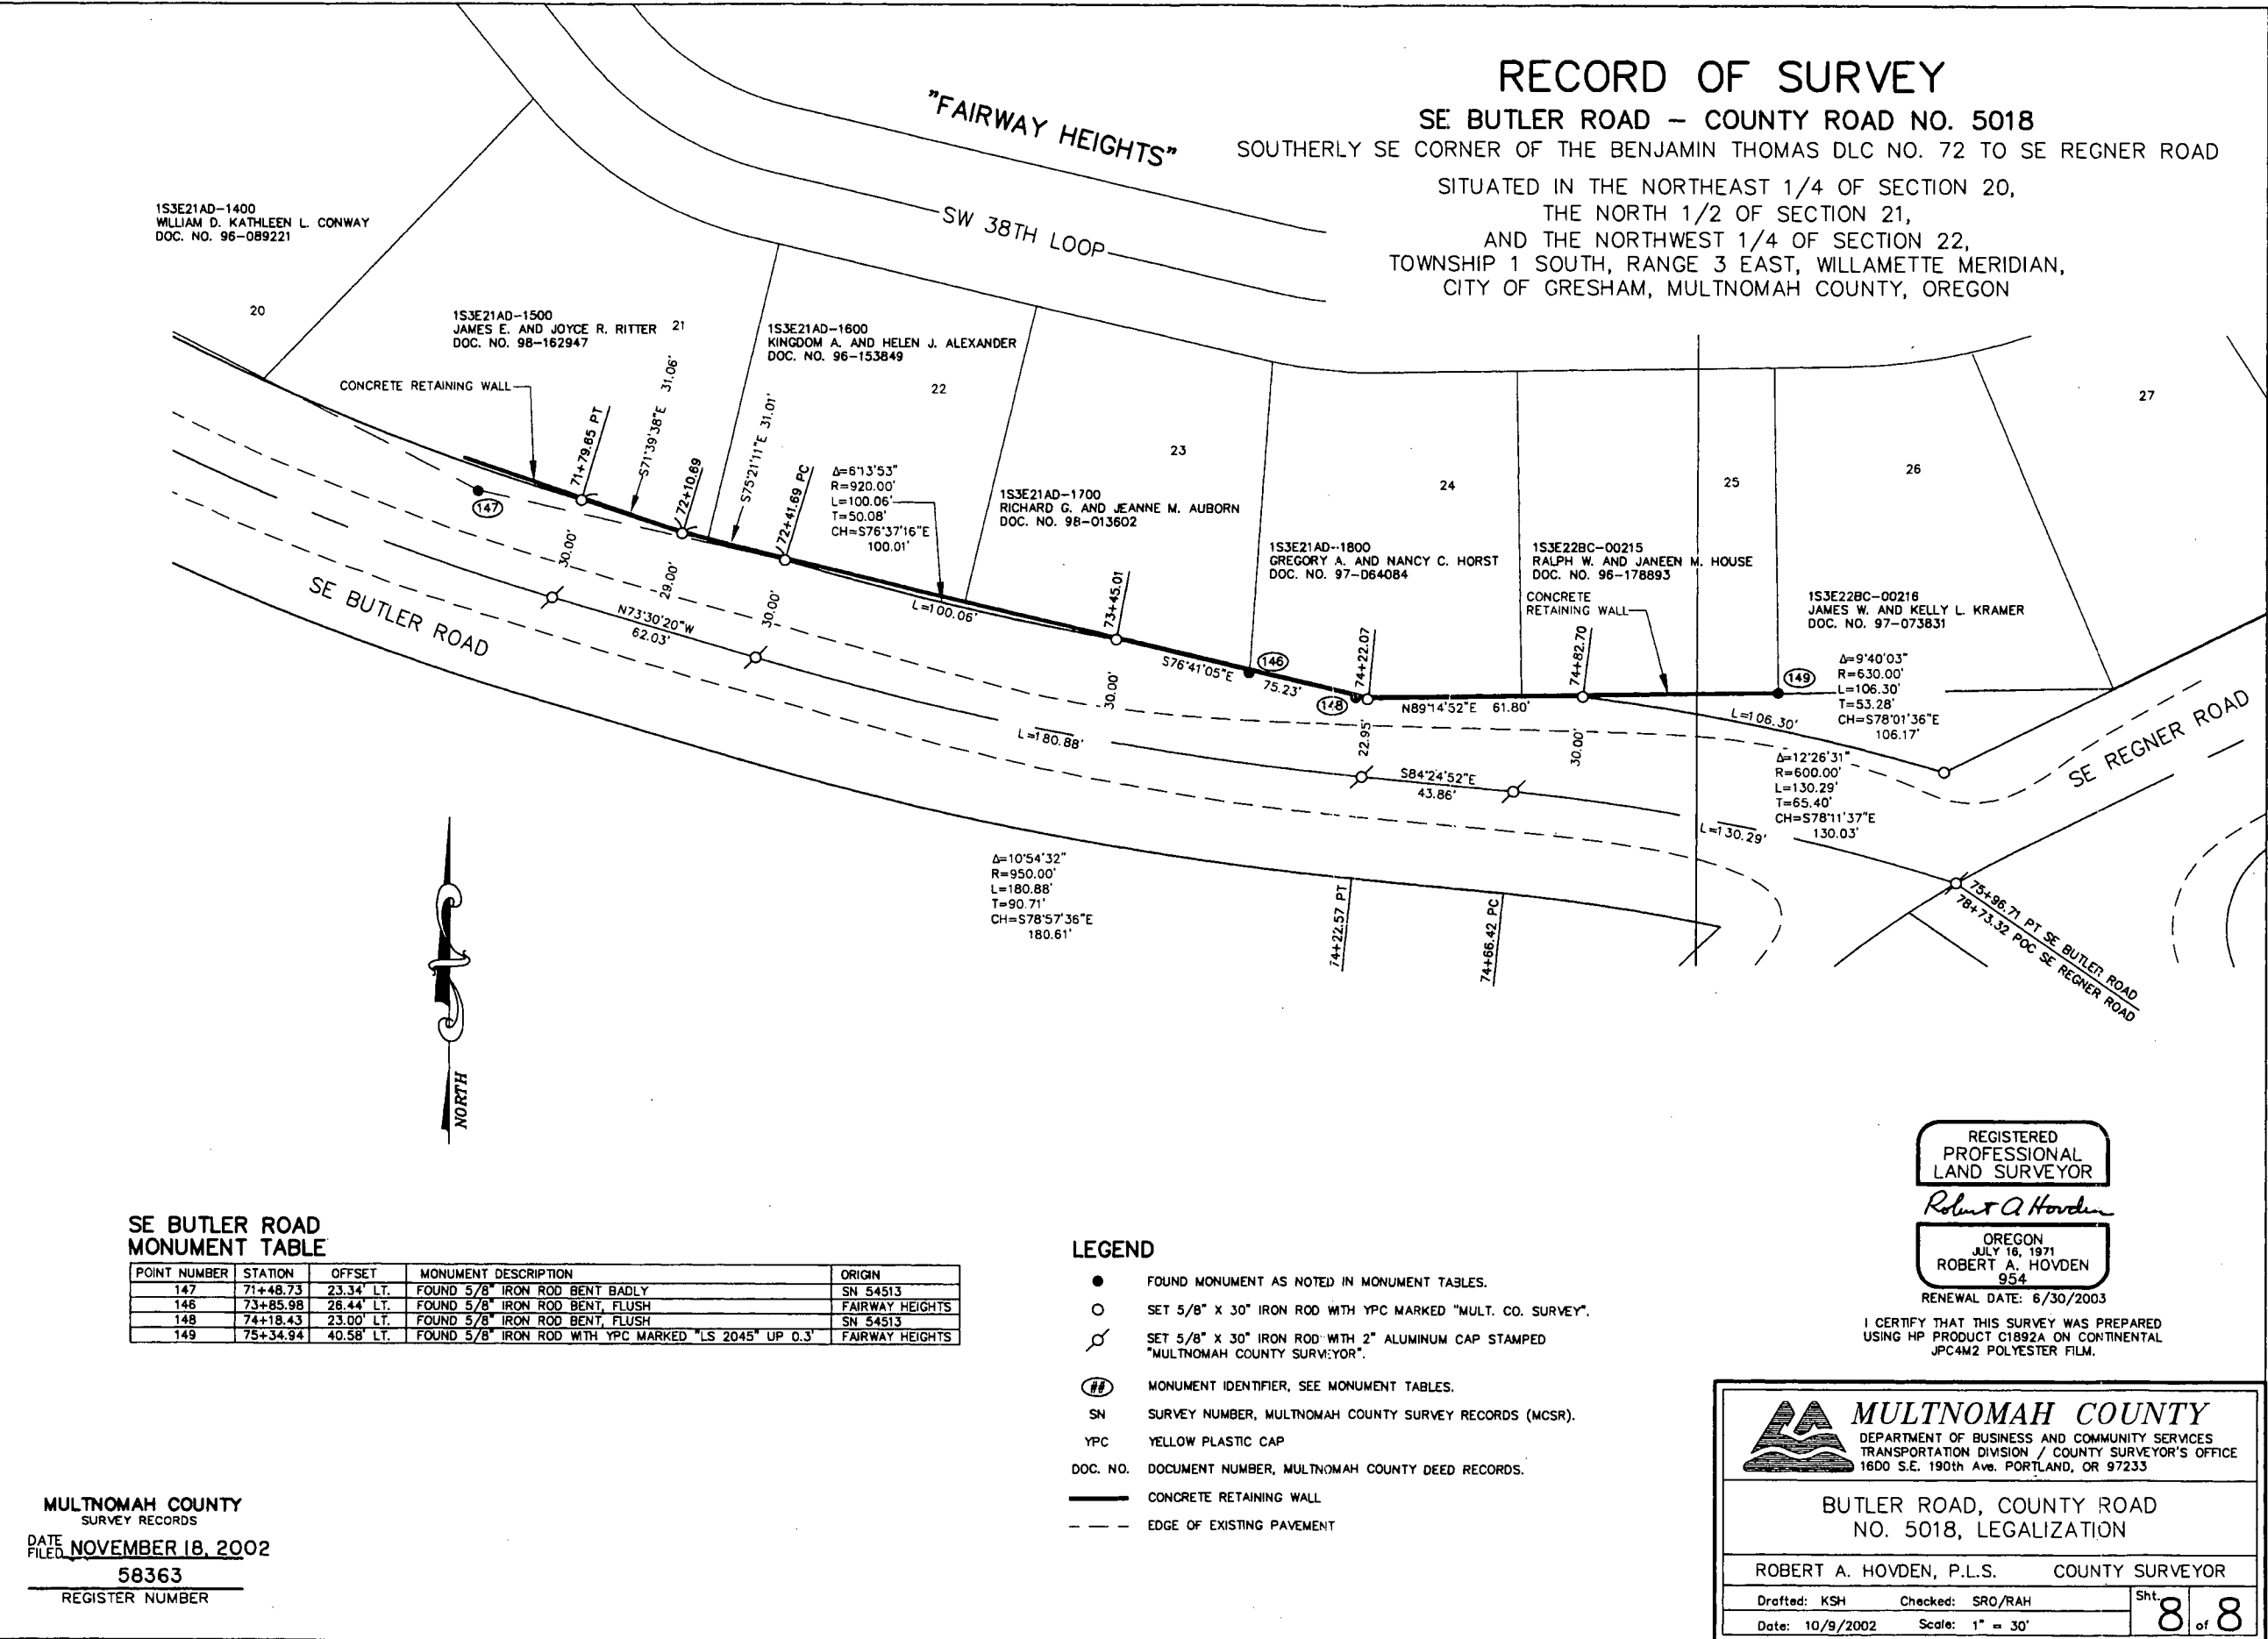 RECORD OF SURVEY
SE BUTLER ROAD - COUNTY ROAD NO. 5018
SOUTHERLY SE CORNER OF THE BENJAMIN THOMAS DLC NO. 72 TO SE REGNER ROAD
SITUATED IN THE NORTHEAST 1/4 OF SECTION 20,
THE NORTH 1/2 OF SECTION 21,
AND THE NORTHWEST 1/4 OF SECTION 22,
TOWNSHIP 1 SOUTH, RANGE 3 EAST, WILLAMETTE MERIDIAN,
CITY OF GRESHAM, MULTNOMAH COUNTY, OREGON
"FAIRWAY HEIGHTS"
SW 38TH LOOP
1S3E21AD-1400
WILLIAM D. KATHLEEN L. CONWAY
DOC. NO. 96-089221
20
1S3E21AD-1500
JAMES E. AND JOYCE R. RITTER
DOC. NO. 98-162947
21
CONCRETE RETAINING WALL
1S3E21AD-1600
KINGDOM A. AND HELEN J. ALEXANDER
DOC. NO. 96-153849
22
71+79.65 PT
S71°39'38"E 31.06'
72+10.69
S75°21'11"E 31.01'
72+41.69 PC
Δ=6°13'53"
R=920.00'
L=100.06'
T=50.08'
CH=S76°37'16"E
100.01'
1S3E21AD-1700
RICHARD G. AND JEANNE M. AUBORN
DOC. NO. 98-013602
23
24
25
26
27
1S3E21AD-1800
GREGORY A. AND NANCY C. HORST
DOC. NO. 97-064084
1S3E22BC-00215
RALPH W. AND JANEEN M. HOUSE
DOC. NO. 96-178893
CONCRETE
RETAINING WALL
1S3E22BC-00216
JAMES W. AND KELLY L. KRAMER
DOC. NO. 97-073831
Δ=9°40'03"
R=630.00'
L=106.30'
T=53.28'
CH=S78°01'36"E
106.17'
147
30.00'
29.00'
30.00'
SE BUTLER ROAD
N73°30'20"W
62.03'
L=100.06'
73+45.01
30.00'
S76°41'05"E
75.23'
146
148
74+22.07
N89°14'52"E 61.80'
74+82.70
149
L=106.30'
L=180.88'
22.95'
30.00'
S84°24'52"E
43.86'
Δ=12°26'31"
R=600.00'
L=130.29'
T=65.40'
CH=S78°11'37"E
130.03'
L=130.29'
SE REGNER ROAD
Δ=10°54'32"
R=950.00'
L=180.88'
T=90.71'
CH=S78°57'36"E
180.61'
74+22.57 PT
74+66.42 PC
75+96.71 PT SE BUTLER ROAD
78+73.32 POC SE REGNER ROAD
NORTH
SE BUTLER ROAD
MONUMENT TABLE
POINT NUMBER STATION OFFSET MONUMENT DESCRIPTION ORIGIN
147 71+48.73 23.34' LT. FOUND 5/8" IRON ROD BENT BADLY SN 54513
146 73+85.98 26.44' LT. FOUND 5/8" IRON ROD BENT, FLUSH FAIRWAY HEIGHTS
148 74+18.43 23.00' LT. FOUND 5/8" IRON ROD BENT, FLUSH SN 54513
149 75+34.94 40.58' LT. FOUND 5/8" IRON ROD WITH YPC MARKED "LS 2045" UP 0.3' FAIRWAY HEIGHTS
LEGEND
FOUND MONUMENT AS NOTED IN MONUMENT TABLES.
SET 5/8" X 30" IRON ROD WITH YPC MARKED "MULT. CO. SURVEY".
SET 5/8" X 30" IRON ROD WITH 2" ALUMINUM CAP STAMPED
"MULTNOMAH COUNTY SURVEYOR".
## MONUMENT IDENTIFIER, SEE MONUMENT TABLES.
SN SURVEY NUMBER, MULTNOMAH COUNTY SURVEY RECORDS (MCSR).
YPC YELLOW PLASTIC CAP
DOC. NO. DOCUMENT NUMBER, MULTNOMAH COUNTY DEED RECORDS.
CONCRETE RETAINING WALL
EDGE OF EXISTING PAVEMENT
MULTNOMAH COUNTY
SURVEY RECORDS
DATE
FILED NOVEMBER 18, 2002
58363
REGISTER NUMBER
REGISTERED
PROFESSIONAL
LAND SURVEYOR
Robert A Hovden
OREGON
JULY 16, 1971
ROBERT A. HOVDEN
954
RENEWAL DATE: 6/30/2003
I CERTIFY THAT THIS SURVEY WAS PREPARED
USING HP PRODUCT C1892A ON CONTINENTAL
JPC4M2 POLYESTER FILM.
MULTNOMAH COUNTY
DEPARTMENT OF BUSINESS AND COMMUNITY SERVICES
TRANSPORTATION DIVISION / COUNTY SURVEYOR'S OFFICE
1600 S.E. 190th Ave. PORTLAND, OR 97233
BUTLER ROAD, COUNTY ROAD
NO. 5018, LEGALIZATION
ROBERT A. HOVDEN, P.L.S. COUNTY SURVEYOR
Drafted: KSH Checked: SRO/RAH
Date: 10/9/2002 Scale: 1" = 30'
Sht. 8 of 8